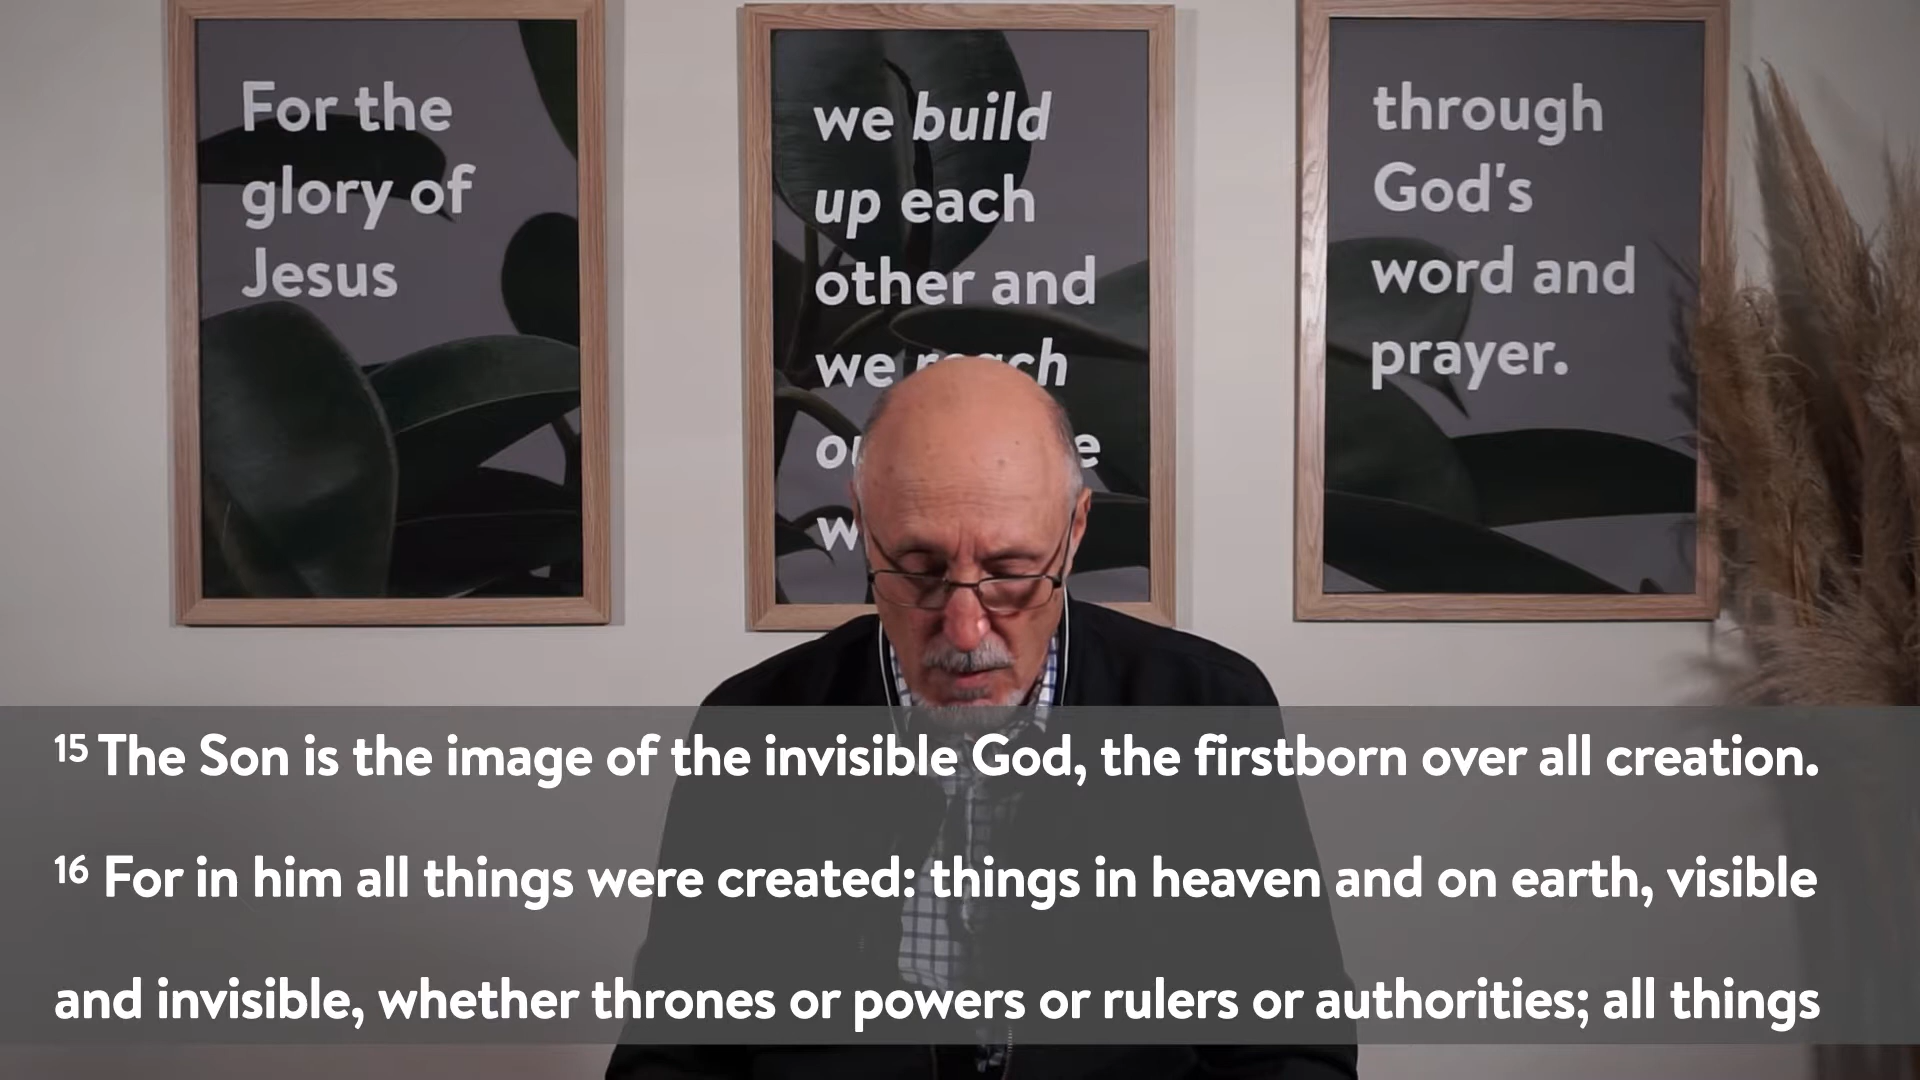 For the
glory of
Jesus
we build
up each
other and
we
through
God's
word and
prayer.
15 The Son is the image of the invisible God, the firstborn over all creation.
16 For in him all things were created: things in heaven and on earth, visible
and invisible, whether thrones or powers or rulers or authorities; all things